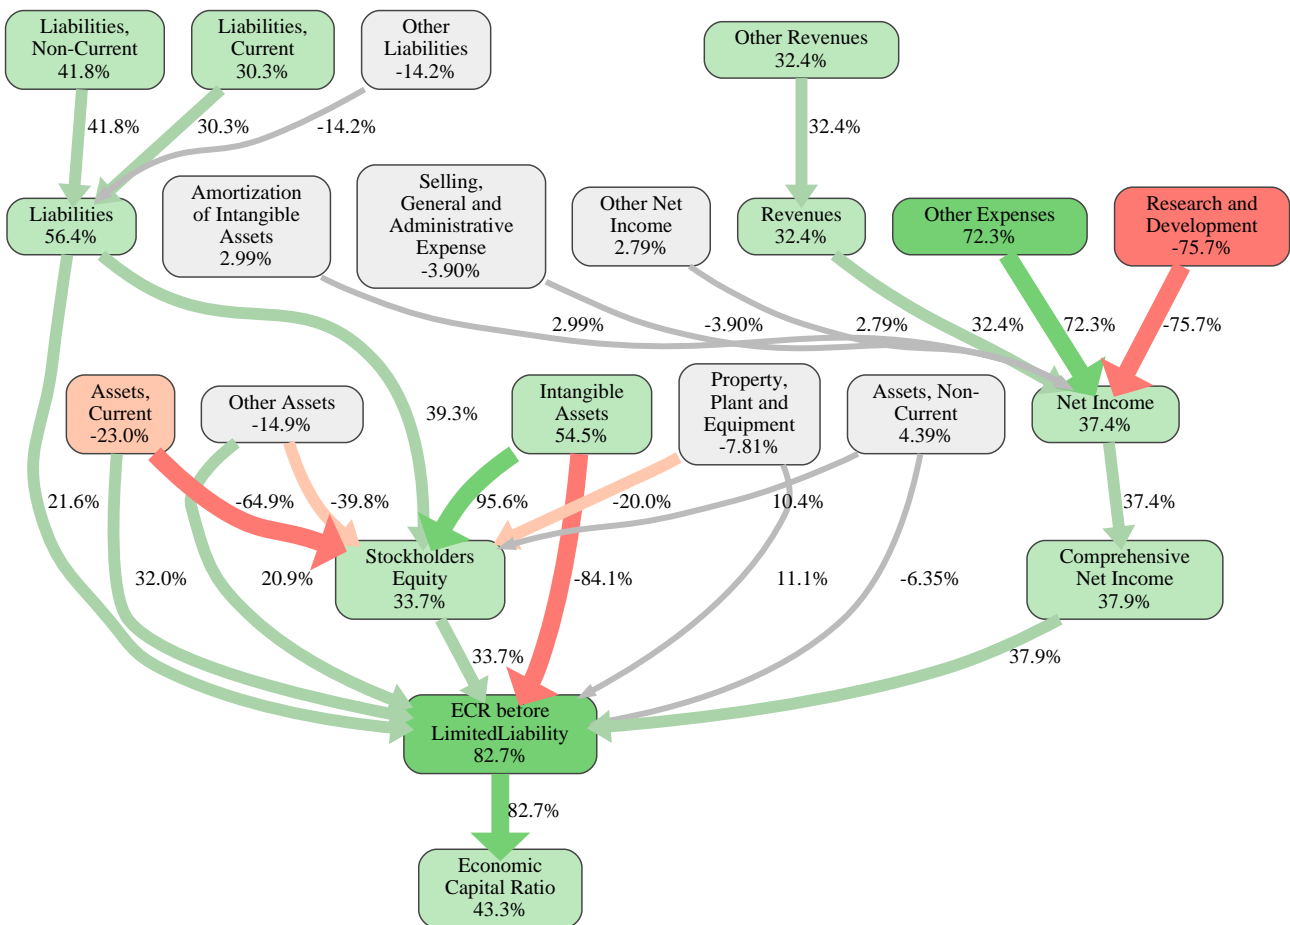 Liabilities,
Non-Current
41.8%
Liabilities,
Current
30.3%
Other
Liabilities
-14.2%
Other Revenues
32.4%
41.8%
30.3%
-14.2%
32.4%
Liabilities
56.4%
Amortization
of Intangible
Assets
2.99%
Selling,
General and
Administrative
Expense
-3.90%
Other Net
Income
2.79%
Revenues
32.4%
Other Expenses
72.3%
Research and
Development
-75.7%
2.99%
-3.90%
2.79%
32.4%
72.3%
-75.7%
Assets,
Current
-23.0%
Other Assets
-14.9%
39.3%
Intangible
Assets
54.5%
Property,
Plant and
Equipment
-7.81%
Assets, Non-
Current
4.39%
Net Income
37.4%
21.6%
-64.9%
-39.8%
95.6%
-20.0%
10.4%
37.4%
32.0%
20.9%
Stockholders
Equity
33.7%
-84.1%
11.1%
-6.35%
Comprehensive
Net Income
37.9%
33.7%
37.9%
ECR before
LimitedLiability
82.7%
82.7%
Economic
Capital Ratio
43.3%